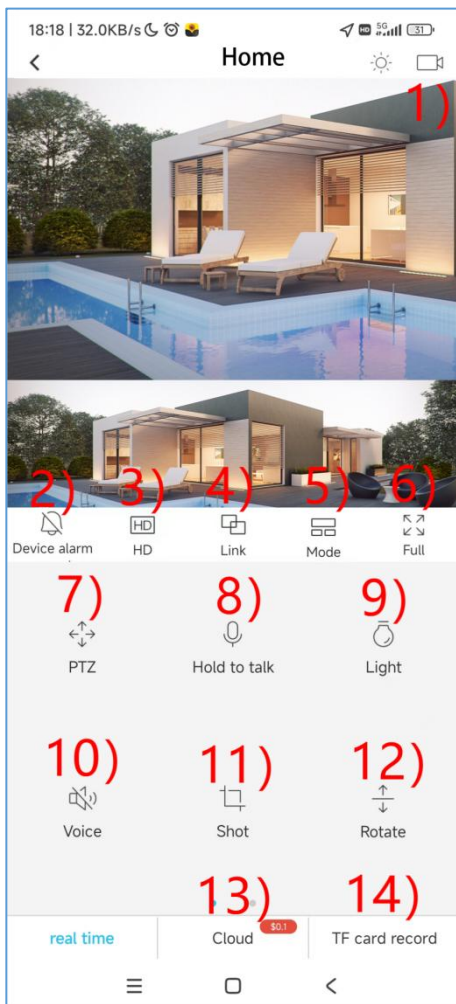 18:18 | 32.0KB/s HD 5G 31
Home
1)
2) 3) 4) 5) 6)
HD
Device alarm HD Link Mode Full
7) 8) 9)
PTZ Hold to talk Light
10) 11) 12)
Voice Shot Rotate
13) 14)
$0.1
real time Cloud TF card record